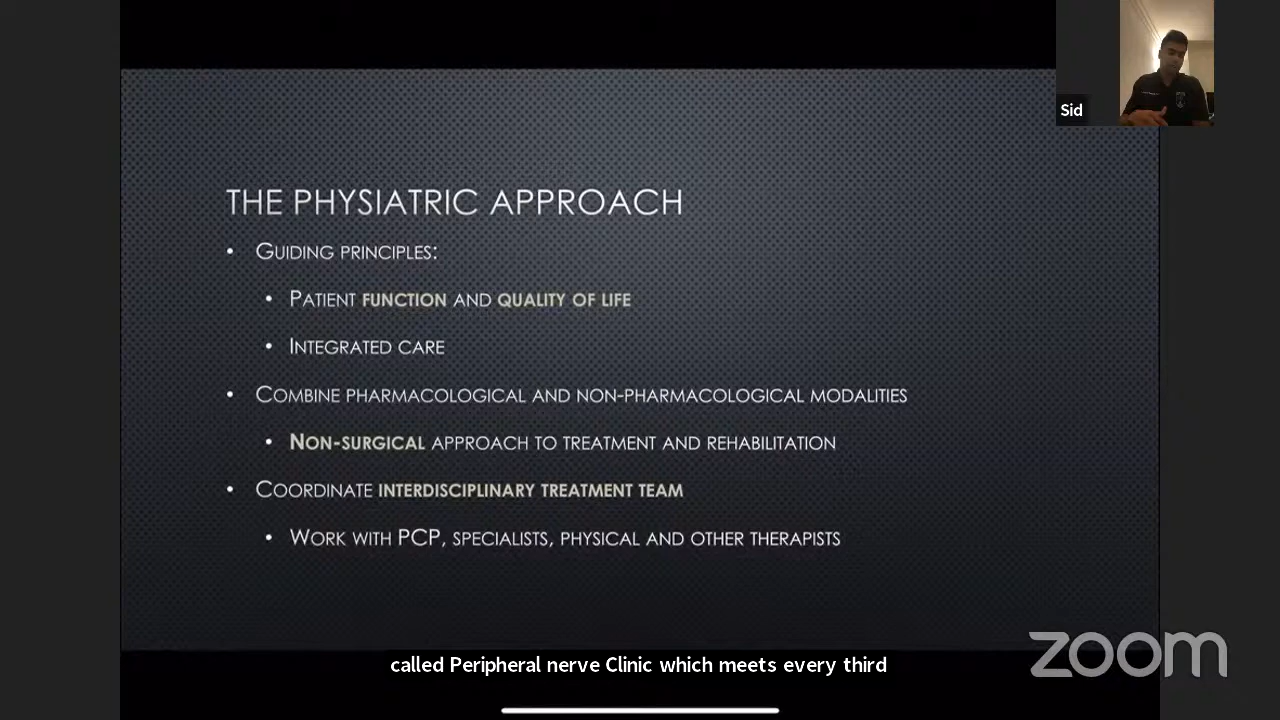 Sid
THE PHYSIATRIC APPROACH
• GUIDING PRINCIPLES:
• PATIENT FUNCTION AND QUALITY OF LIFE
• INTEGRATED CARE
• COMBINE PHARMACOLOGICAL AND NON-PHARMACOLOGICAL MODALITIES
• NON-SURGICAL APPROACH TO TREATMENT AND REHABILITATION
• COORDINATE INTERDISCIPLINARY TREATMENT TEAM
• WORK WITH PCP, SPECIALISTS, PHYSICAL AND OTHER THERAPISTS
called Peripheral nerve Clinic which meets every third
zoom